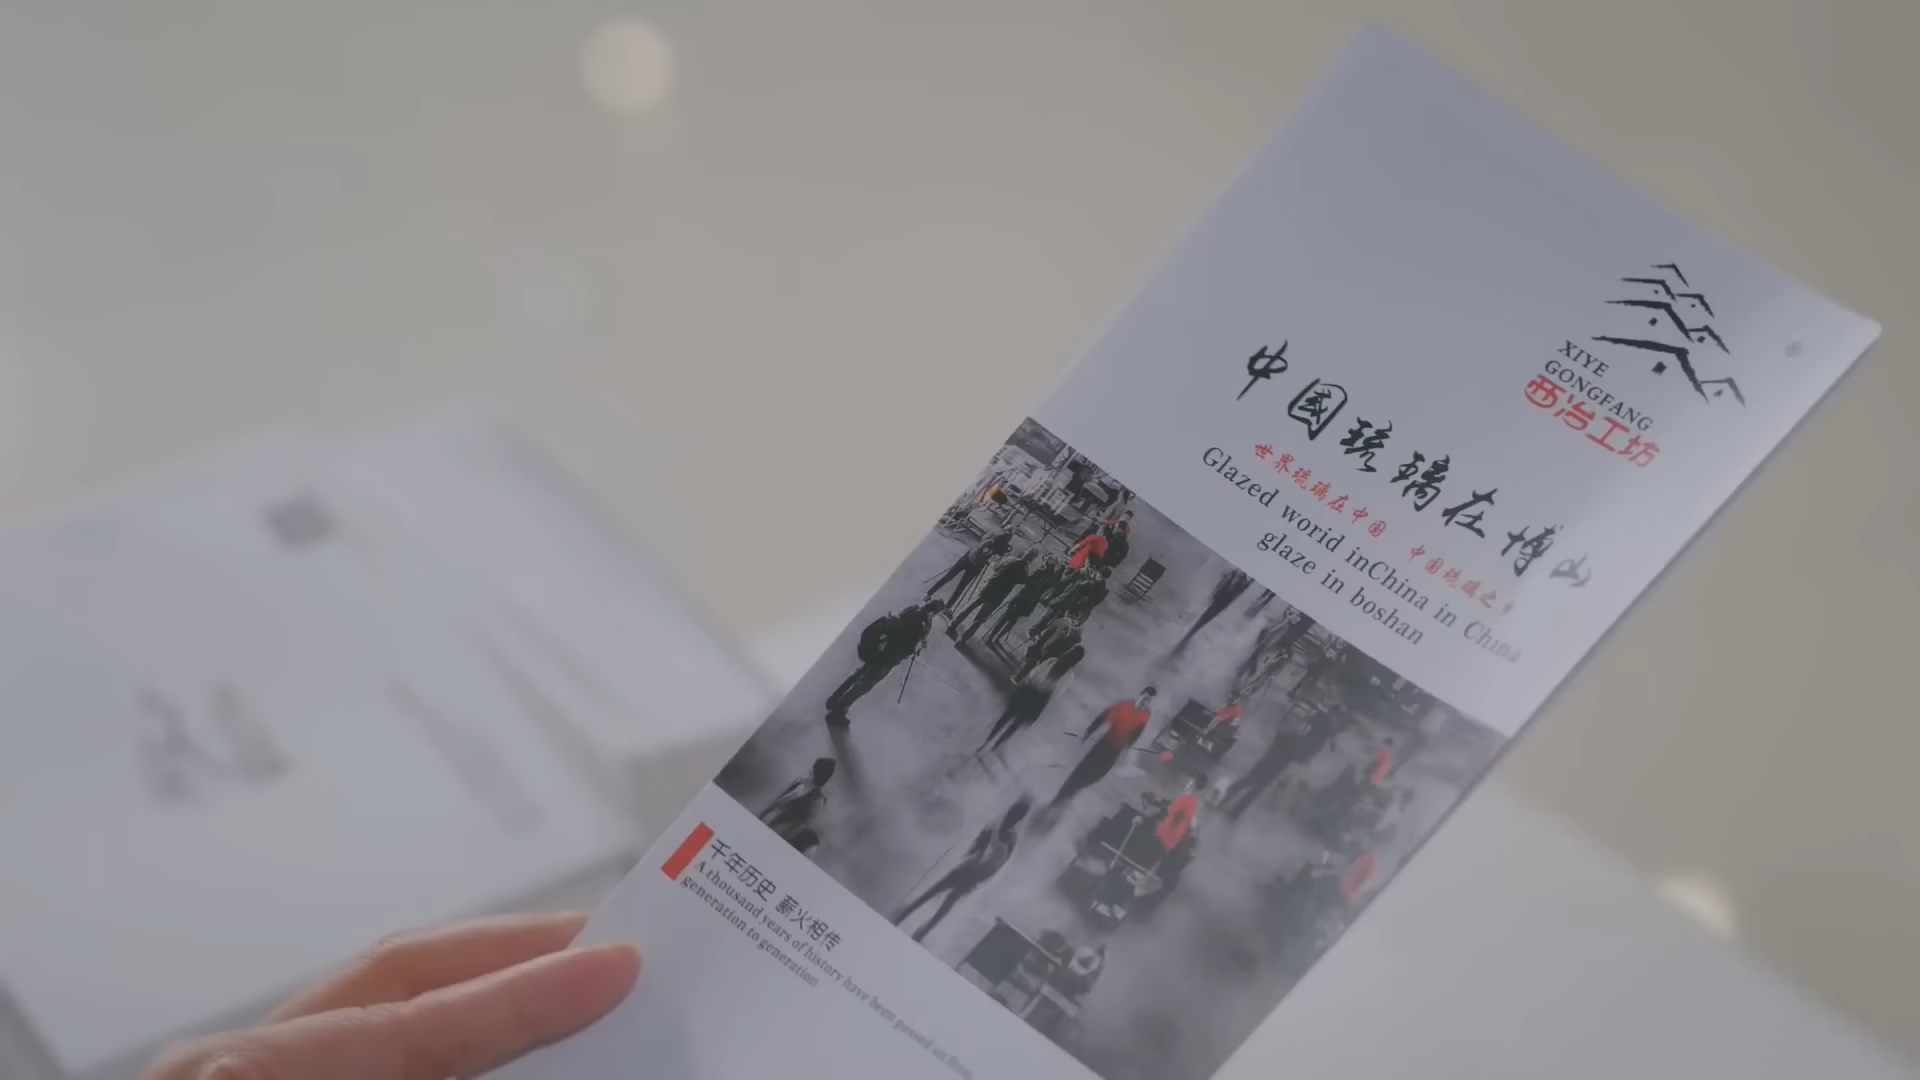 XIYE
GONGFANG
西冶工坊
中國琉璃在博山
世界琉璃在中国 中国琉璃之乡
Glazed worid inChina in China
glaze in boshan
千年历史 薪火相传
A thousand years of history have been passed on from
generation to generation